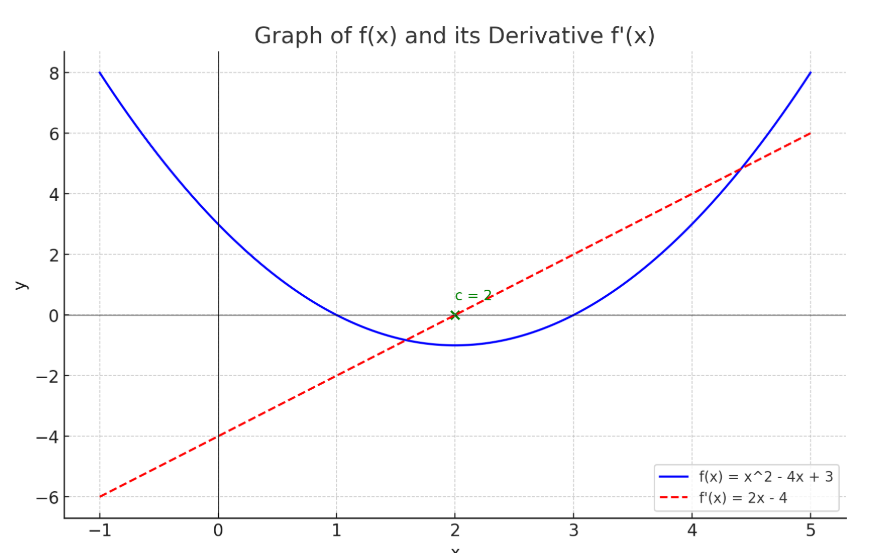 Graph of f(x) and its Derivative f'(x)
8
6
4
2
0
−2
−4
−6
y
c = 2
f(x) = x^2 - 4x + 3
f'(x) = 2x - 4
−1 0 1 2 3 4 5
x